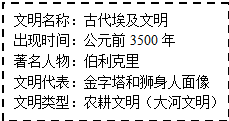 文明名称：古代埃及文明
出现时间：公元前 3500 年
著名人物：伯利克里
文明代表：金字塔和狮身人面像
文明类型：农耕文明（大河文明）